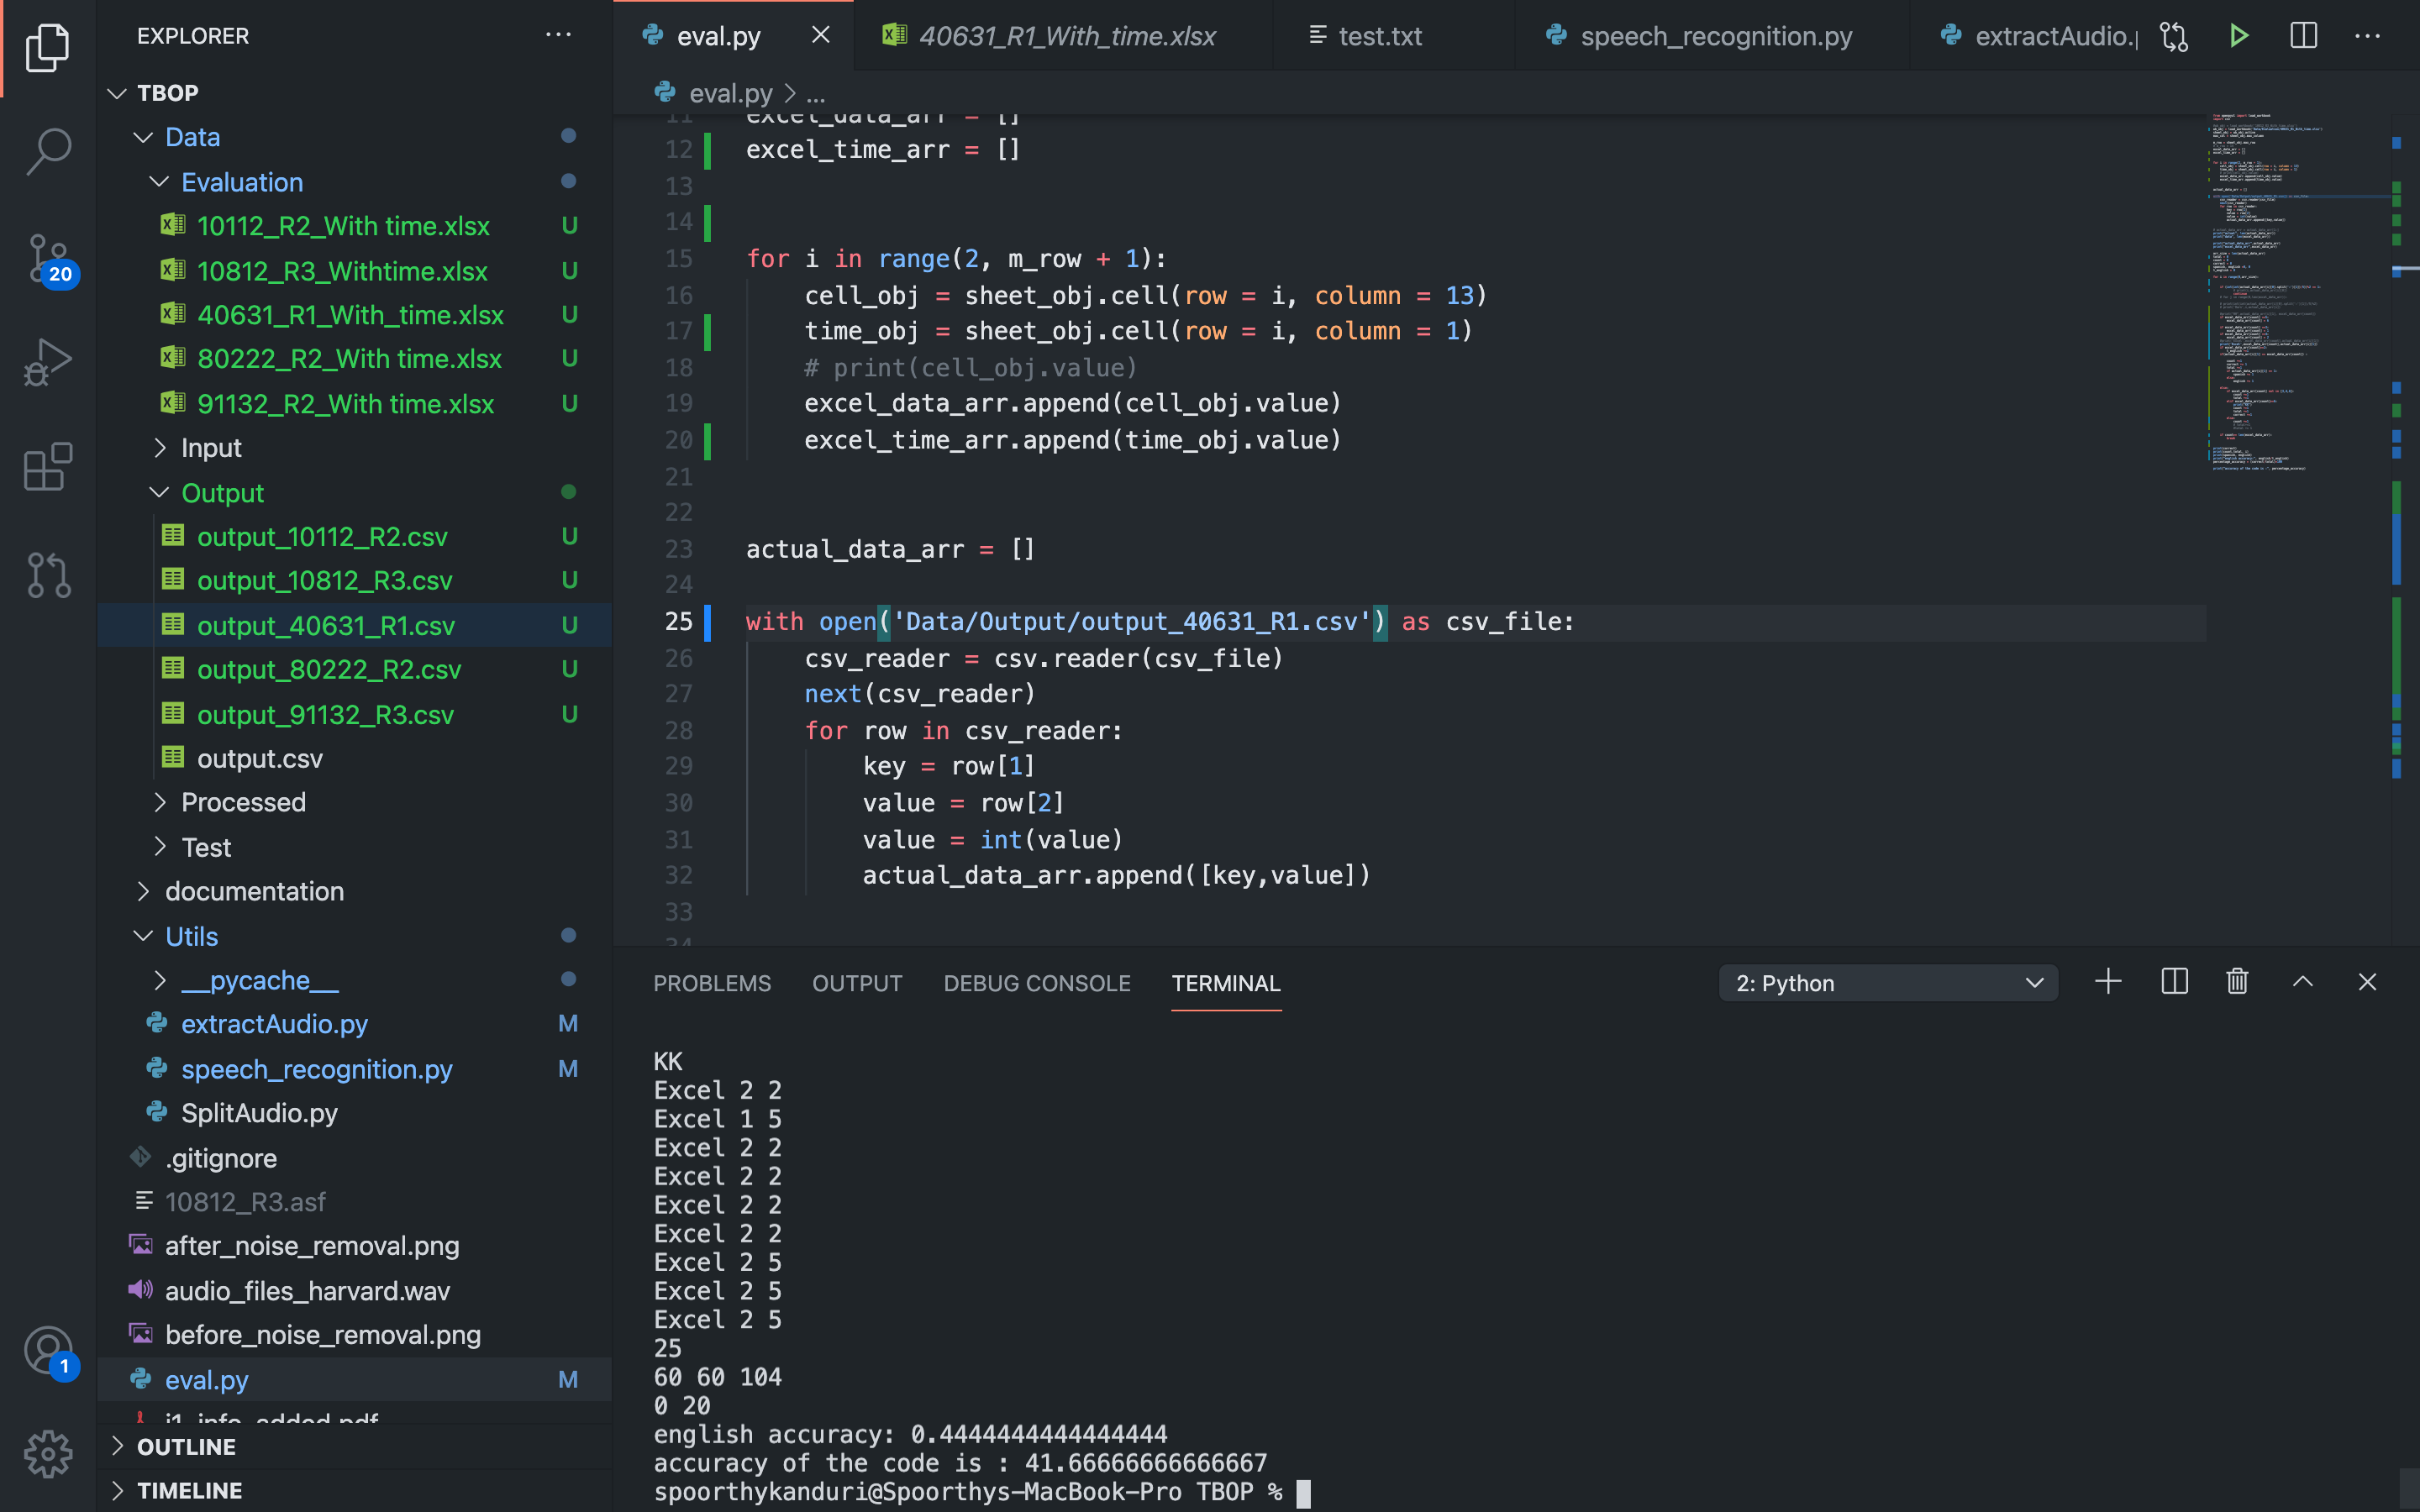 EXPLORER
TBOP
Data
Evaluation
10112_R2_With time.xlsx U
10812_R3_Withtime.xlsx U
40631_R1_With_time.xlsx U
80222_R2_With time.xlsx U
91132_R2_With time.xlsx U
Input
Output
output_10112_R2.csv U
output_10812_R3.csv U
output_40631_R1.csv U
output_80222_R2.csv U
output_91132_R3.csv U
output.csv
Processed
Test
documentation
Utils
__pycache__
extractAudio.py M
speech_recognition.py M
SplitAudio.py
.gitignore
10812_R3.asf
after_noise_removal.png
audio_files_harvard.wav
before_noise_removal.png
eval.py M
OUTLINE
TIMELINE
20
1
eval.py 40631_R1_With_time.xlsx test.txt speech_recognition.py extractAudio.
eval.py > ...
11 excel_data_arr = []
12 excel_time_arr = []
13
14
15 for i in range(2, m_row + 1):
16 cell_obj = sheet_obj.cell(row = i, column = 13)
17 time_obj = sheet_obj.cell(row = i, column = 1)
18 # print(cell_obj.value)
19 excel_data_arr.append(cell_obj.value)
20 excel_time_arr.append(time_obj.value)
21
22
23 actual_data_arr = []
24
25 with open('Data/Output/output_40631_R1.csv') as csv_file:
26 csv_reader = csv.reader(csv_file)
27 next(csv_reader)
28 for row in csv_reader:
29 key = row[1]
30 value = row[2]
31 value = int(value)
32 actual_data_arr.append([key,value])
33
34
PROBLEMS OUTPUT DEBUG CONSOLE TERMINAL 2: Python
KK
Excel 2 2
Excel 1 5
Excel 2 2
Excel 2 2
Excel 2 2
Excel 2 2
Excel 2 5
Excel 2 5
Excel 2 5
25
60 60 104
0 20
english accuracy: 0.4444444444444444
accuracy of the code is : 41.66666666666667
spoorthykanduri@Spoorthys-MacBook-Pro TBOP %